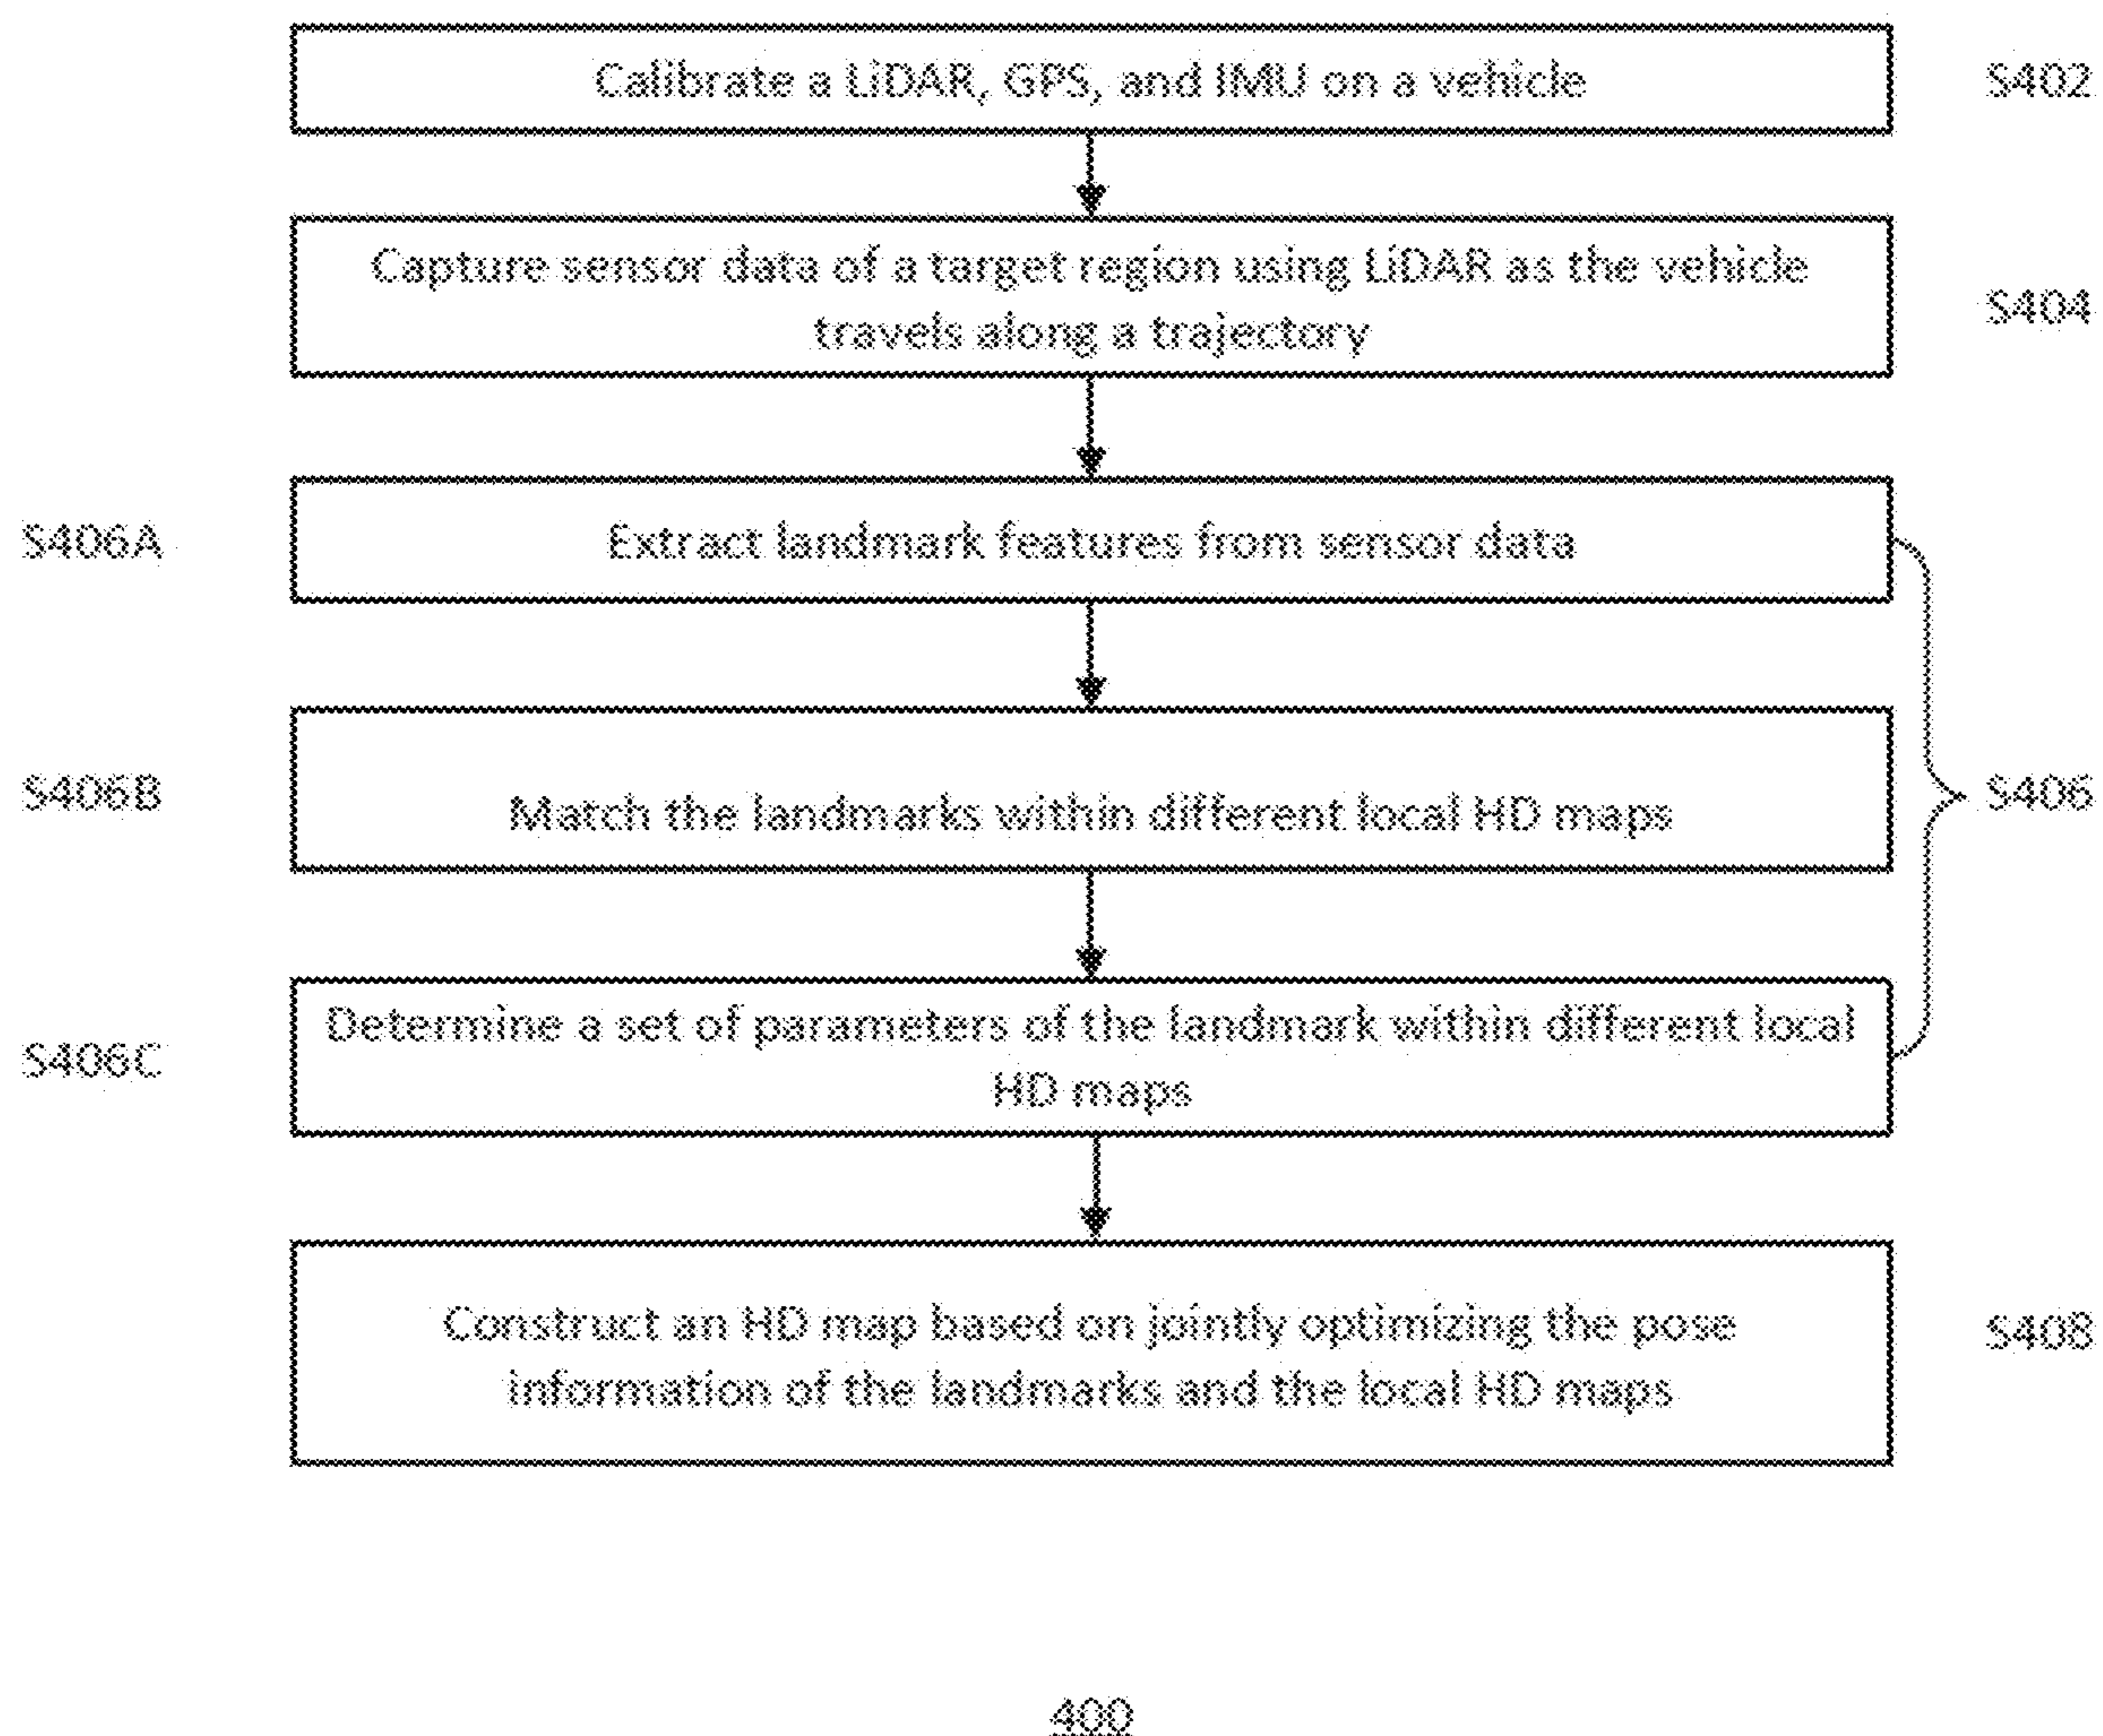 Calibrate a LiDAR, GPS, and IMU on a vehicle
S402
Capture sensor data of a target region using LiDAR as the vehicle
travels along a trajectory
S404
S406A
Extract landmark features from sensor data
S406B
Match the landmarks within different local HD maps
S406
S406C
Determine a set of parameters of the landmark within different local
HD maps
Construct an HD map based on jointly optimizing the pose
information of the landmarks and the local HD maps
S408
400